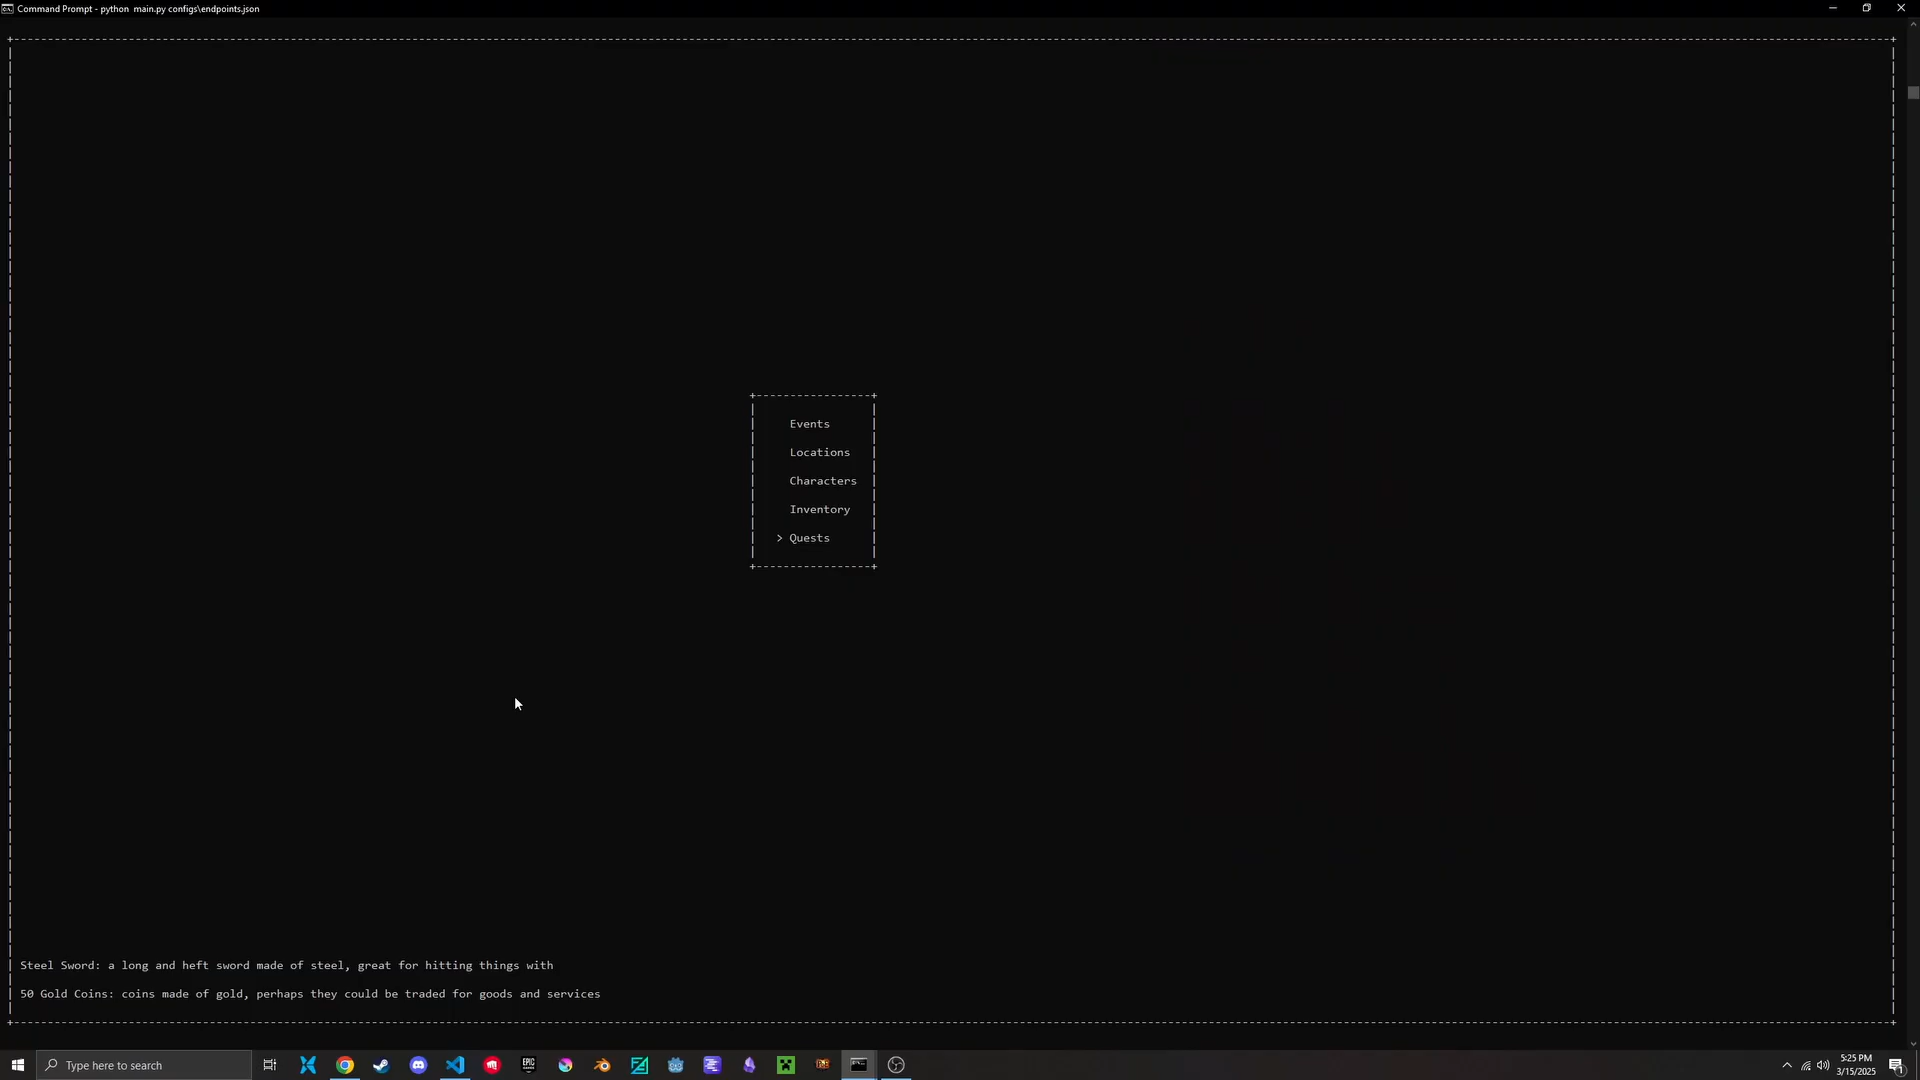 Command Prompt - python  main.py configs\endpoints.json
Events
Locations
Characters
Inventory
> Quests
Steel Sword: a long and heft sword made of steel, great for hitting things with
50 Gold Coins: coins made of gold, perhaps they could be traded for goods and services
Type here to search
EPIC
5:25 PM
3/15/2025